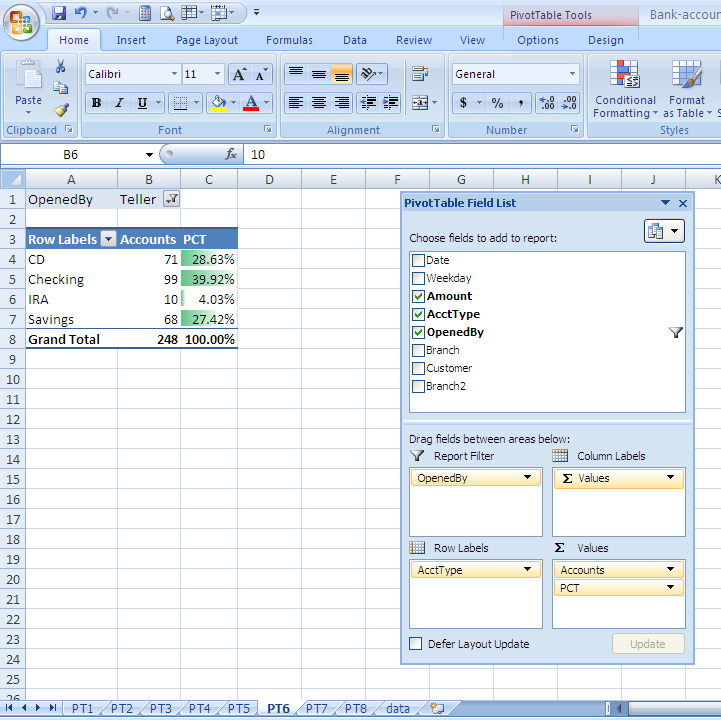 PivotTable Tools Bank-accoun
Home Insert Page Layout Formulas Data Review View Options Design
Calibri 11 A A General
Paste B I U A $ % , .00 .00 Conditional Formatting Format as Table
Clipboard Font Alignment Number Styles
B6 fx 10
A B C D E F G H I J K
1 OpenedBy Teller
2
3 Row Labels Accounts PCT
4 CD 71 28.63%
5 Checking 99 39.92%
6 IRA 10 4.03%
7 Savings 68 27.42%
8 Grand Total 248 100.00%
9
10
11
12
13
14
15
16
17
18
19
20
21
22
23
24
25
26
PivotTable Field List
Choose fields to add to report:
Date
Weekday
Amount
AcctType
OpenedBy
Branch
Customer
Branch2
Drag fields between areas below:
Report Filter Σ Column Labels
OpenedBy Σ Values
Row Labels Σ Values
AcctType Accounts
PCT
Defer Layout Update Update
PT1 PT2 PT3 PT4 PT5 PT6 PT7 PT8 data